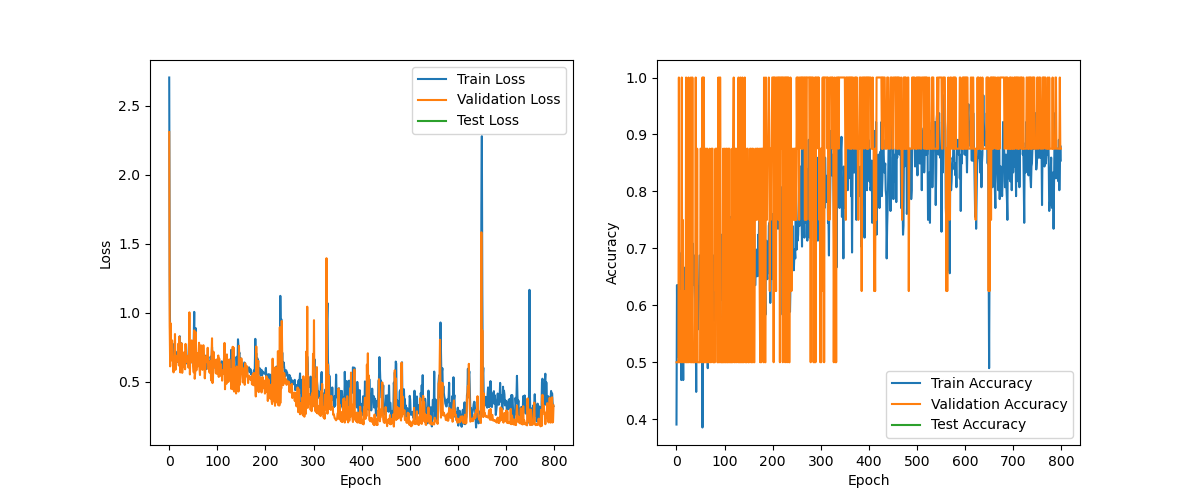 Train Loss
Validation Loss
Test Loss
2.5
2.0
1.5
1.0
0.5
Loss
0 100 200 300 400 500 600 700 800
Epoch
1.0
0.9
0.8
0.7
0.6
0.5
0.4
Accuracy
Train Accuracy
Validation Accuracy
Test Accuracy
0 100 200 300 400 500 600 700 800
Epoch